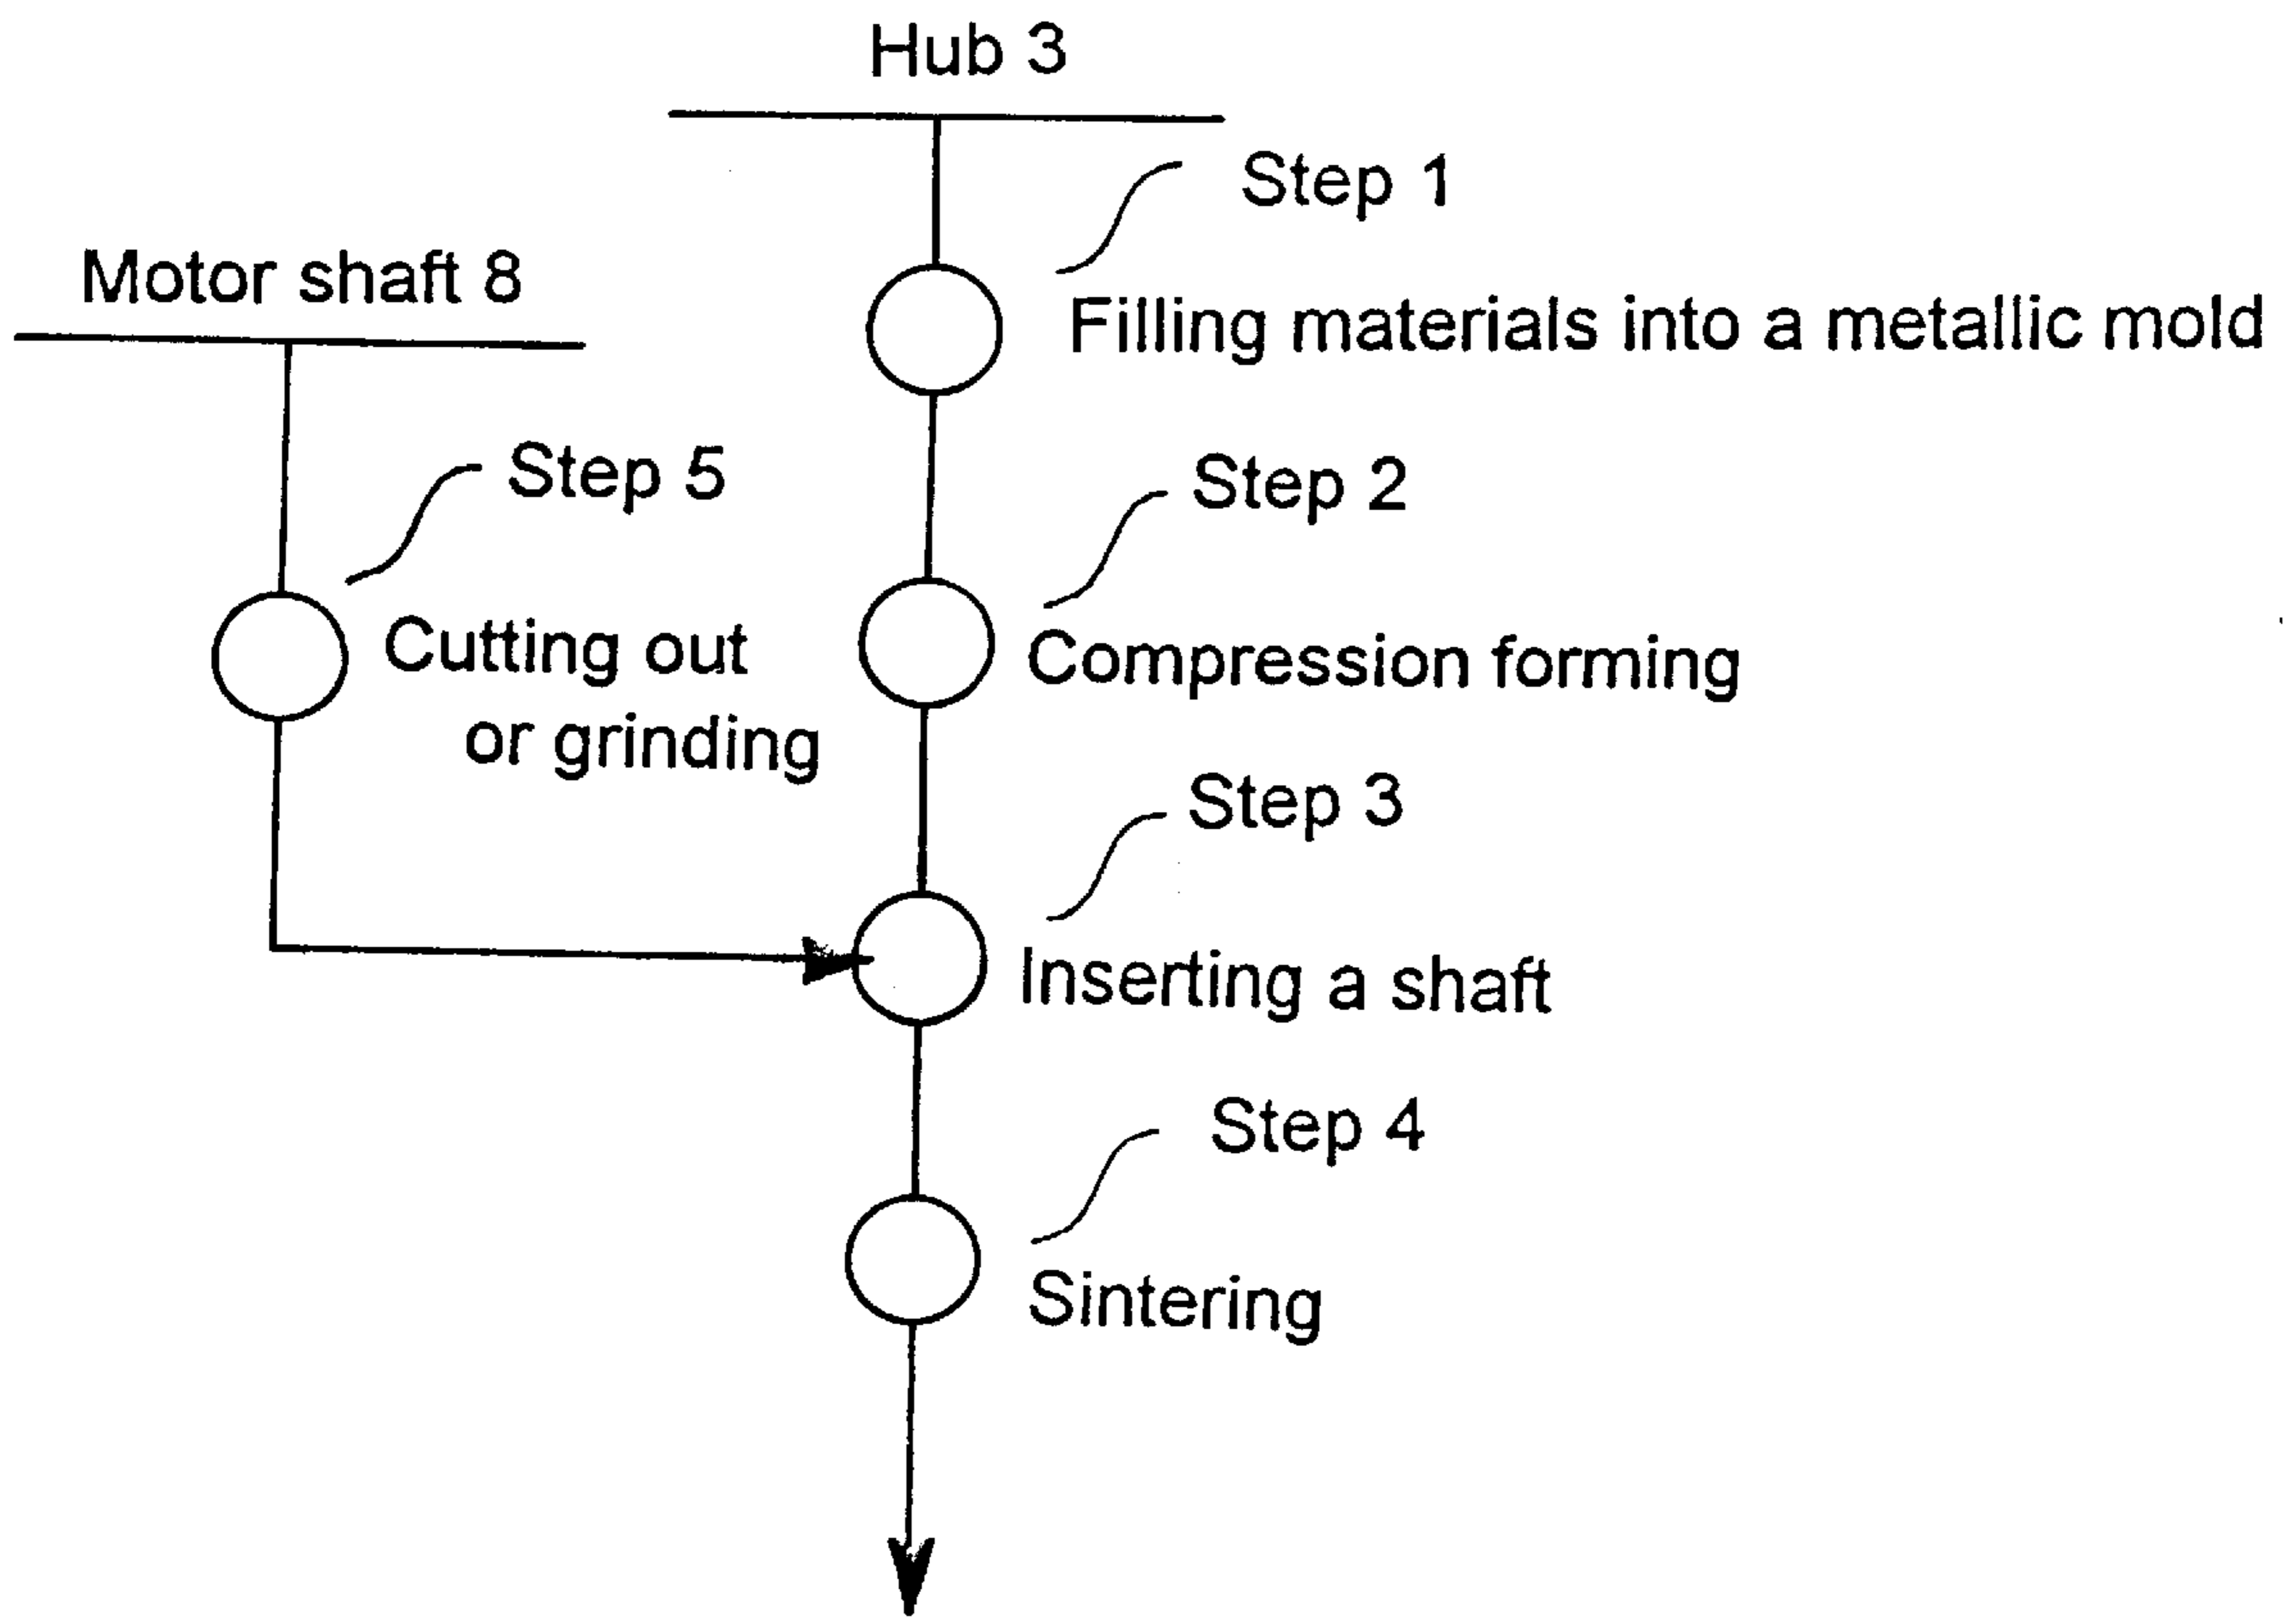 Hub 3
Step 1
Motor shaft 8
Filling materials into a metallic mold
Step 5
Step 2
Cutting out
or grinding
Compression forming
Step 3
Inserting a shaft
Step 4
Sintering